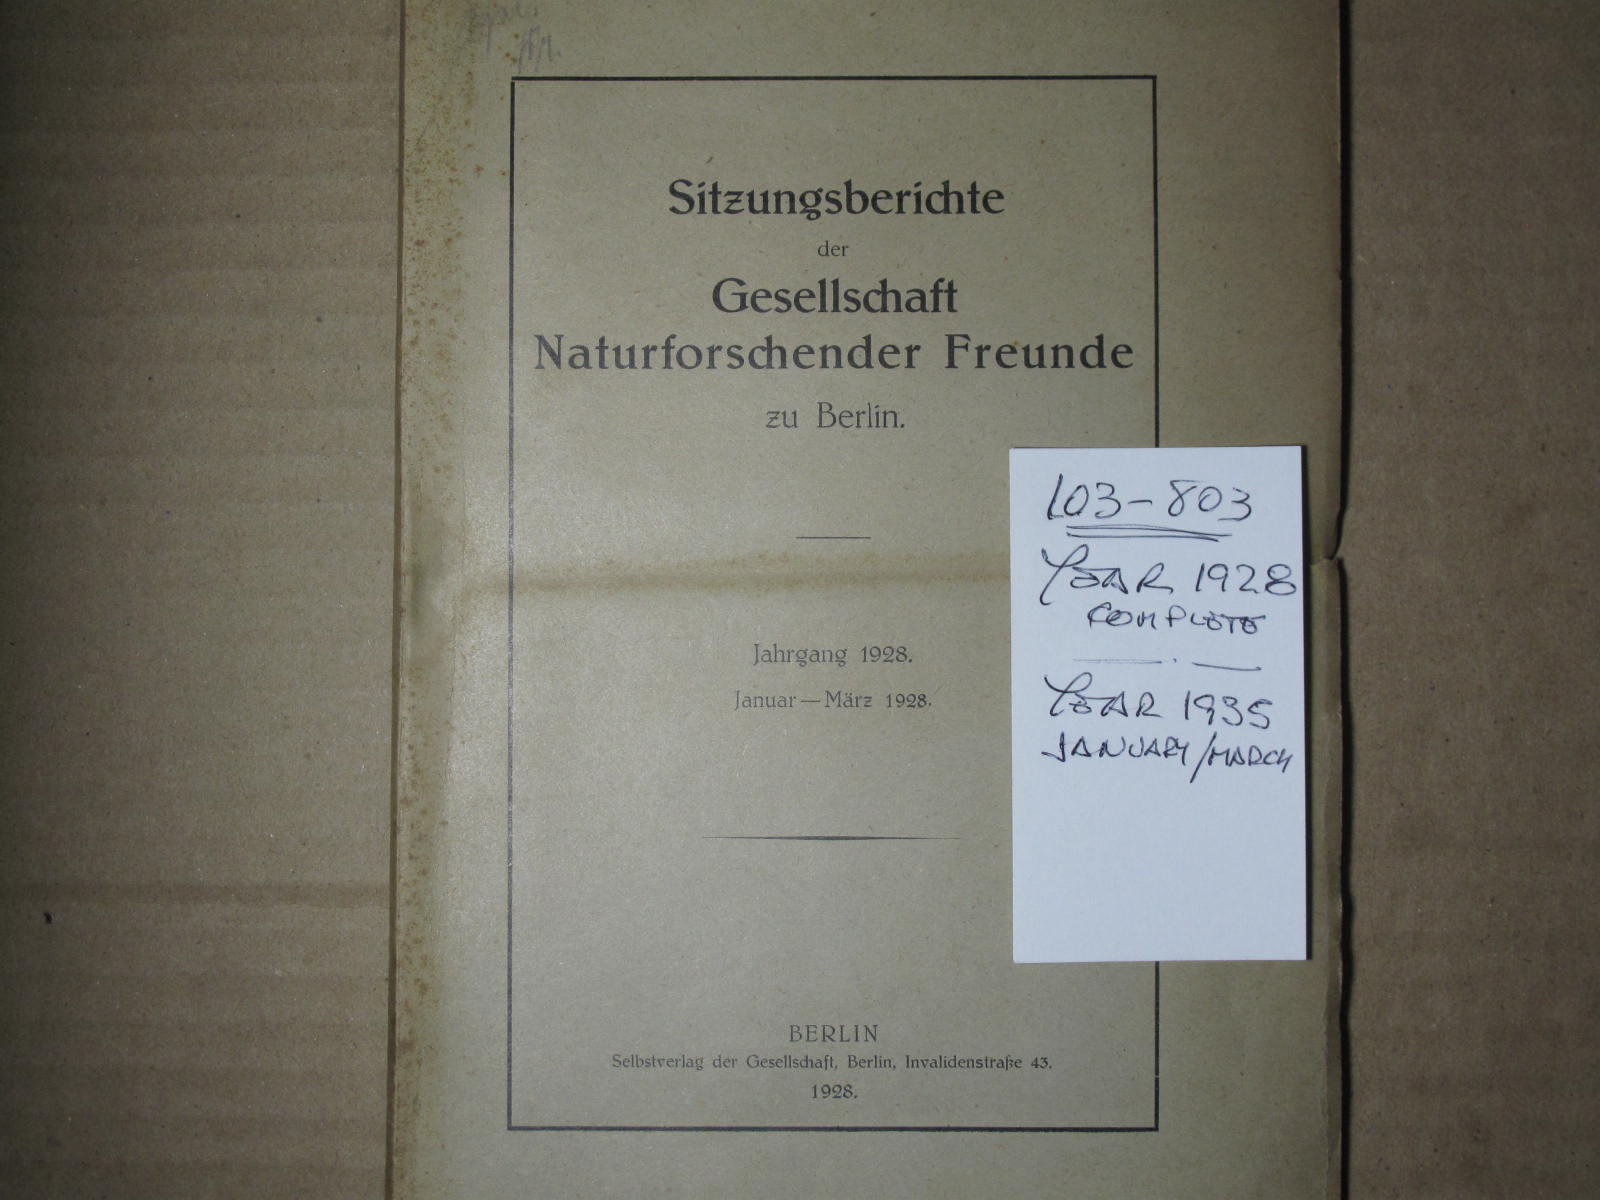 Sitzungsberichte
der
Gesellschaft
Naturforschender Freunde
zu Berlin.
Jahrgang 1928.
Januar—März 1928.
BERLIN
Selbstverlag der Gesellschaft, Berlin, Invalidenstraße 43.
1928.
103-803
YEAR 1928
COMPLETE
YEAR 1935
JANUARY/MARCH